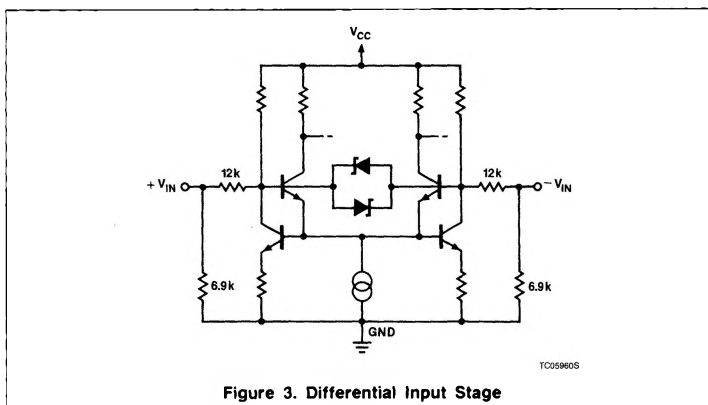 VCC
+ VIN
12k
12k
− VIN
6.9k
6.9k
GND
TC05960S
Figure 3. Differential Input Stage